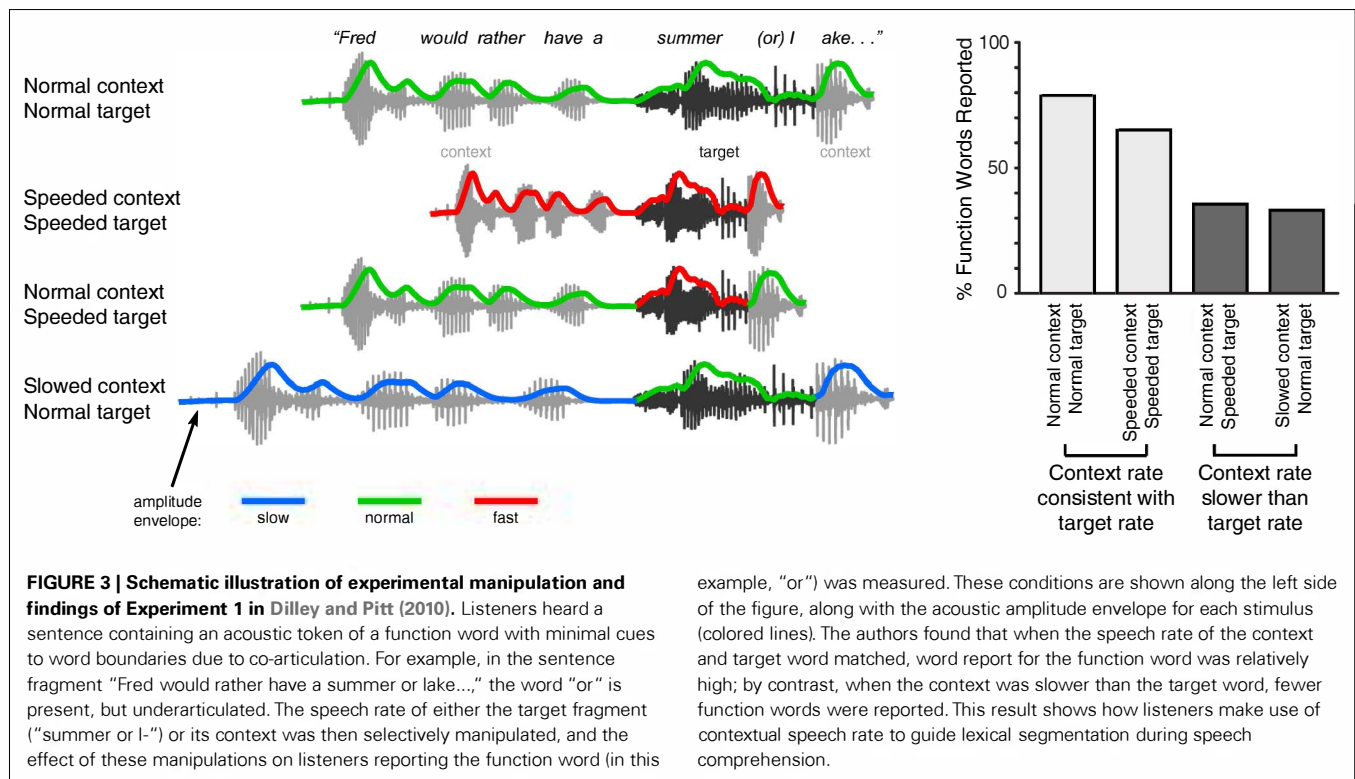 "Fred would rather have a summer (or) l ake. . ."
Normal context
Normal target
context target context
Speeded context
Speeded target
Normal context
Speeded target
Slowed context
Normal target
amplitude
envelope:
slow normal fast
% Function Words Reported
100
50
0
Normal context
Normal target
Speeded context
Speeded target
Normal context
Speeded target
Slowed context
Normal target
Context rate
consistent with
target rate
Context rate
slower than
target rate
FIGURE 3 | Schematic illustration of experimental manipulation and
findings of Experiment 1 in Dilley and Pitt (2010). Listeners heard a
sentence containing an acoustic token of a function word with minimal cues
to word boundaries due to co-articulation. For example, in the sentence
fragment "Fred would rather have a summer or lake...," the word "or" is
present, but underarticulated. The speech rate of either the target fragment
("summer or l-") or its context was then selectively manipulated, and the
effect of these manipulations on listeners reporting the function word (in this
example, "or") was measured. These conditions are shown along the left side
of the figure, along with the acoustic amplitude envelope for each stimulus
(colored lines). The authors found that when the speech rate of the context
and target word matched, word report for the function word was relatively
high; by contrast, when the context was slower than the target word, fewer
function words were reported. This result shows how listeners make use of
contextual speech rate to guide lexical segmentation during speech
comprehension.